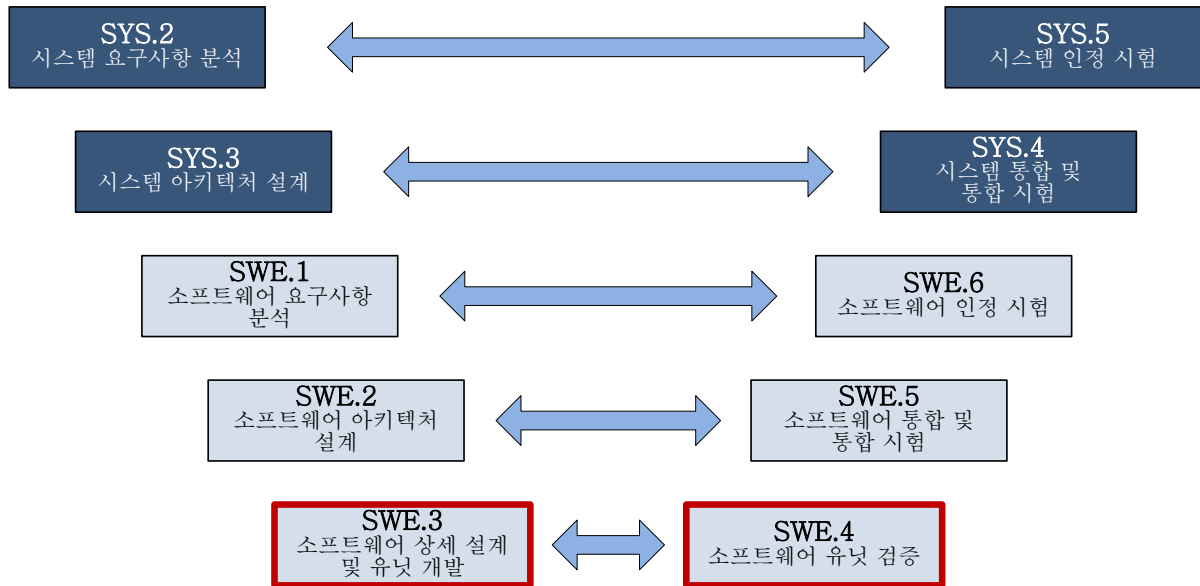 SYS.2
시스템 요구사항 분석
SYS.5
시스템 인정 시험
SYS.3
시스템 아키텍처 설계
SYS.4
시스템 통합 및
통합 시험
SWE.1
소프트웨어 요구사항
분석
SWE.6
소프트웨어 인정 시험
SWE.2
소프트웨어 아키텍처
설계
SWE.5
소프트웨어 통합 및
통합 시험
SWE.3
소프트웨어 상세 설계
및 유닛 개발
SWE.4
소프트웨어 유닛 검증